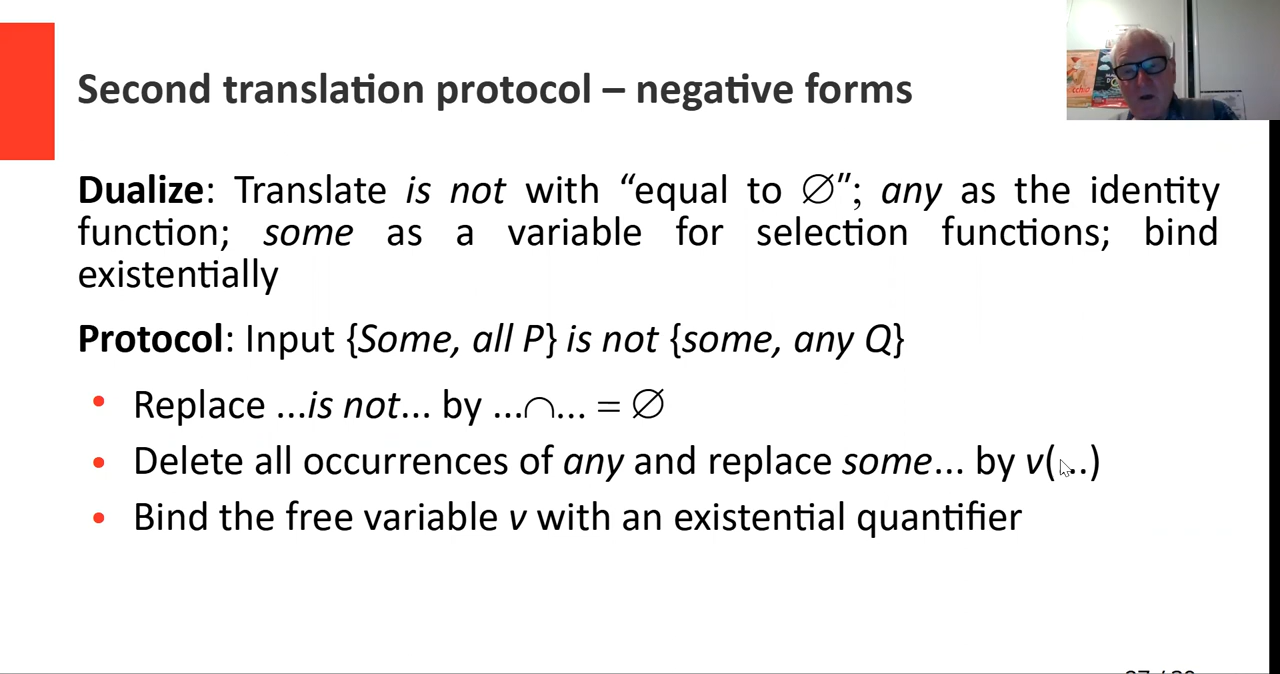 Second translation protocol – negative forms
Dualize: Translate is not with “equal to ∅”; any as the identity
function; some as a variable for selection functions; bind
existentially
Protocol: Input {Some, all P} is not {some, any Q}
• Replace ...is not... by ...∩... = ∅
• Delete all occurrences of any and replace some... by v(...)
• Bind the free variable v with an existential quantifier